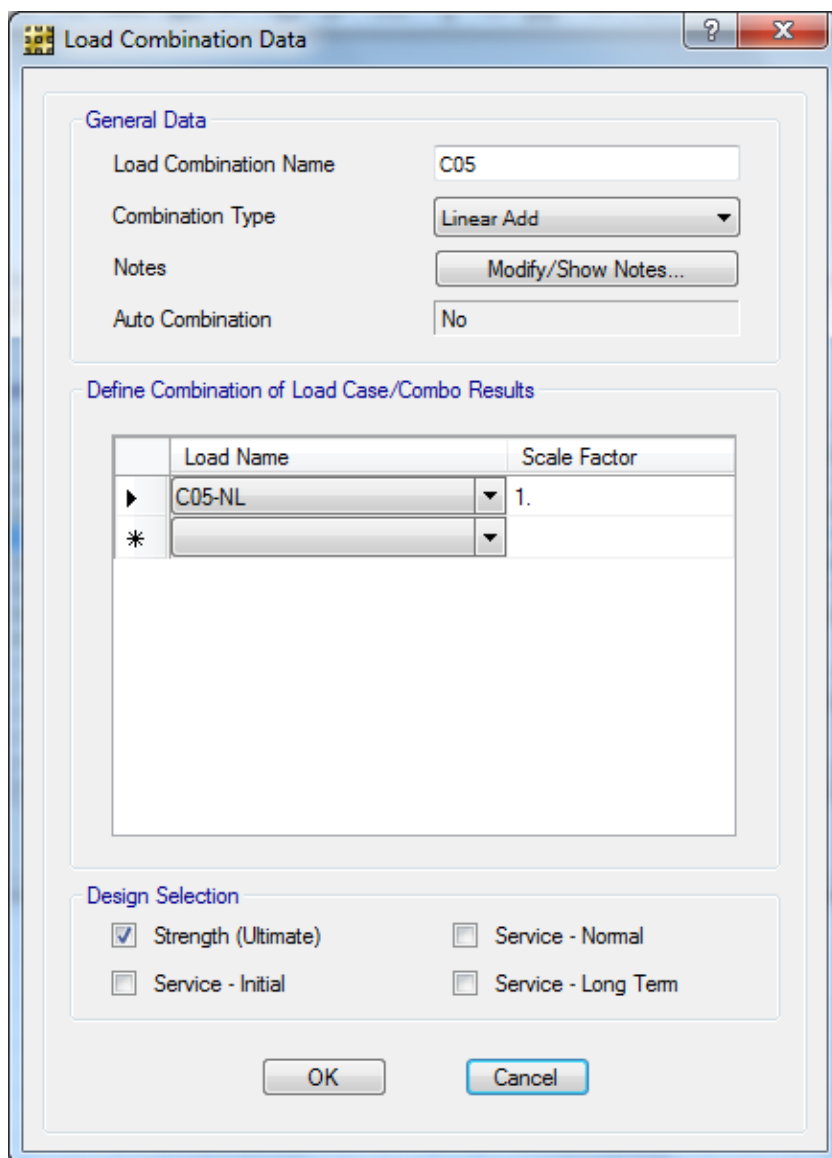 Load Combination Data
General Data
Load Combination Name C05
Combination Type Linear Add
Notes Modify/Show Notes...
Auto Combination No
Define Combination of Load Case/Combo Results
Load Name Scale Factor
C05-NL 1.
Design Selection
Strength (Ultimate) Service - Normal
Service - Initial Service - Long Term
OK Cancel